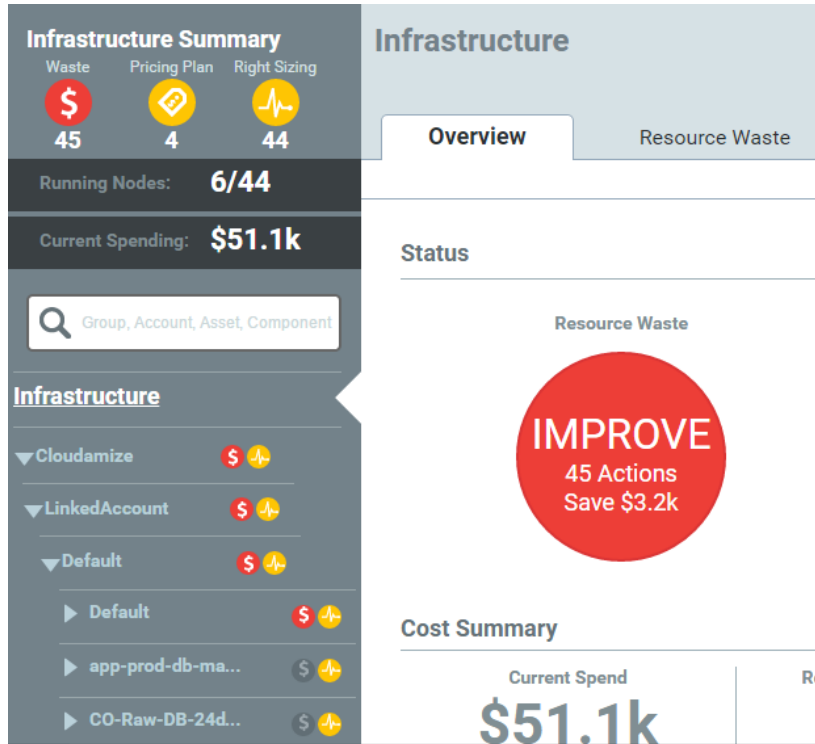 Infrastructure Summary
Waste Pricing Plan Right Sizing
$
45 4 44
Running Nodes: 6/44
Current Spending: $51.1k
Group, Account, Asset, Component
Infrastructure
Cloudamize $
LinkedAccount $
Default $
Default $
app-prod-db-ma... $
CO-Raw-DB-24d... $
Infrastructure
Overview Resource Waste
Status
Resource Waste
IMPROVE
45 Actions
Save $3.2k
Cost Summary
Current Spend
$51.1k